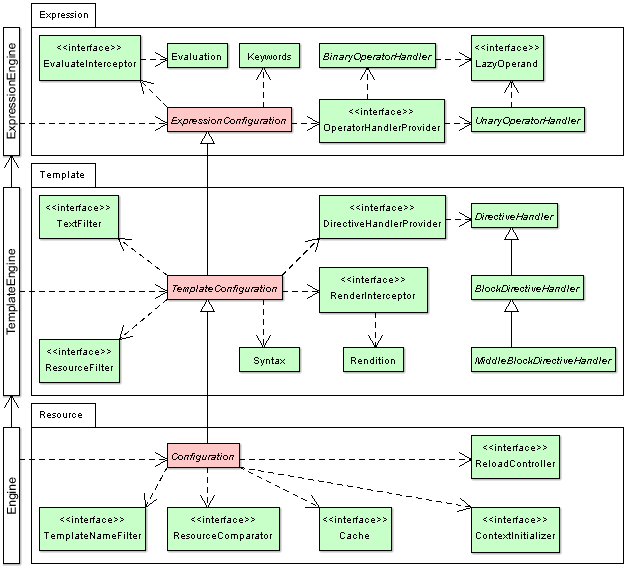 Expression
ExpressionEngine
<<interface>>
EvaluateInterceptor
Evaluation
Keywords
BinaryOperatorHandler
<<interface>>
LazyOperand
ExpressionConfiguration
<<interface>>
OperatorHandlerProvider
UnaryOperatorHandler
Template
TemplateEngine
<<interface>>
TextFilter
<<interface>>
DirectiveHandlerProvider
DirectiveHandler
TemplateConfiguration
<<interface>>
RenderInterceptor
BlockDirectiveHandler
<<interface>>
ResourceFilter
Syntax
Rendition
MiddleBlockDirectiveHandler
Resource
Engine
Configuration
<<interface>>
ReloadController
<<interface>>
TemplateNameFilter
<<interface>>
ResourceComparator
<<interface>>
Cache
<<interface>>
ContextInitializer